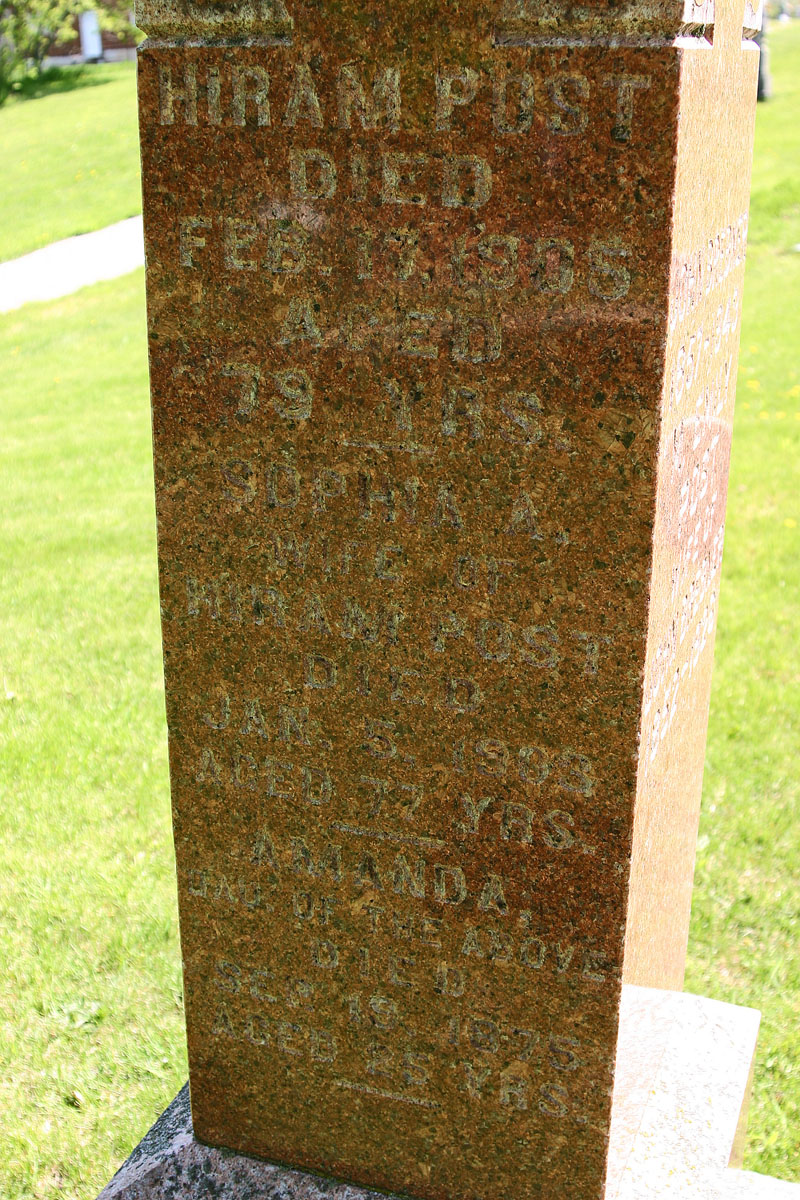 HIRAM POST
DIED
FEB. 17, 1905
AGED
79 YRS.
SOPHIA A.
WIFE OF
HIRAM POST
DIED
JAN. 5. 1903
AGED 77 YRS.
AMANDA,
DAU OF THE ABOVE
DIED
SEP 19. 1875
AGED 25 YRS.